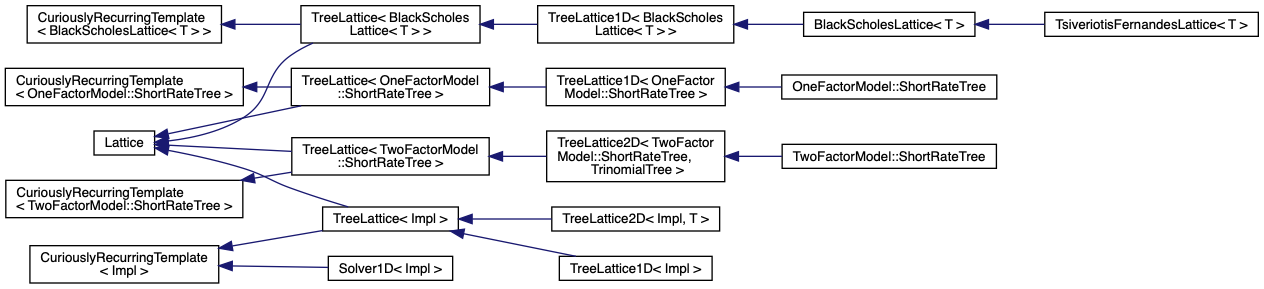 CuriouslyRecurringTemplate
< BlackScholesLattice< T > >
TreeLattice< BlackScholes
Lattice< T > >
TreeLattice1D< BlackScholes
Lattice< T > >
BlackScholesLattice< T >
TsiveriotisFernandesLattice< T >
CuriouslyRecurringTemplate
< OneFactorModel::ShortRateTree >
TreeLattice< OneFactorModel
::ShortRateTree >
TreeLattice1D< OneFactor
Model::ShortRateTree >
OneFactorModel::ShortRateTree
Lattice
TreeLattice< TwoFactorModel
::ShortRateTree >
TreeLattice2D< TwoFactor
Model::ShortRateTree,
TrinomialTree >
TwoFactorModel::ShortRateTree
CuriouslyRecurringTemplate
< TwoFactorModel::ShortRateTree >
TreeLattice< Impl >
TreeLattice2D< Impl, T >
CuriouslyRecurringTemplate
< Impl >
Solver1D< Impl >
TreeLattice1D< Impl >